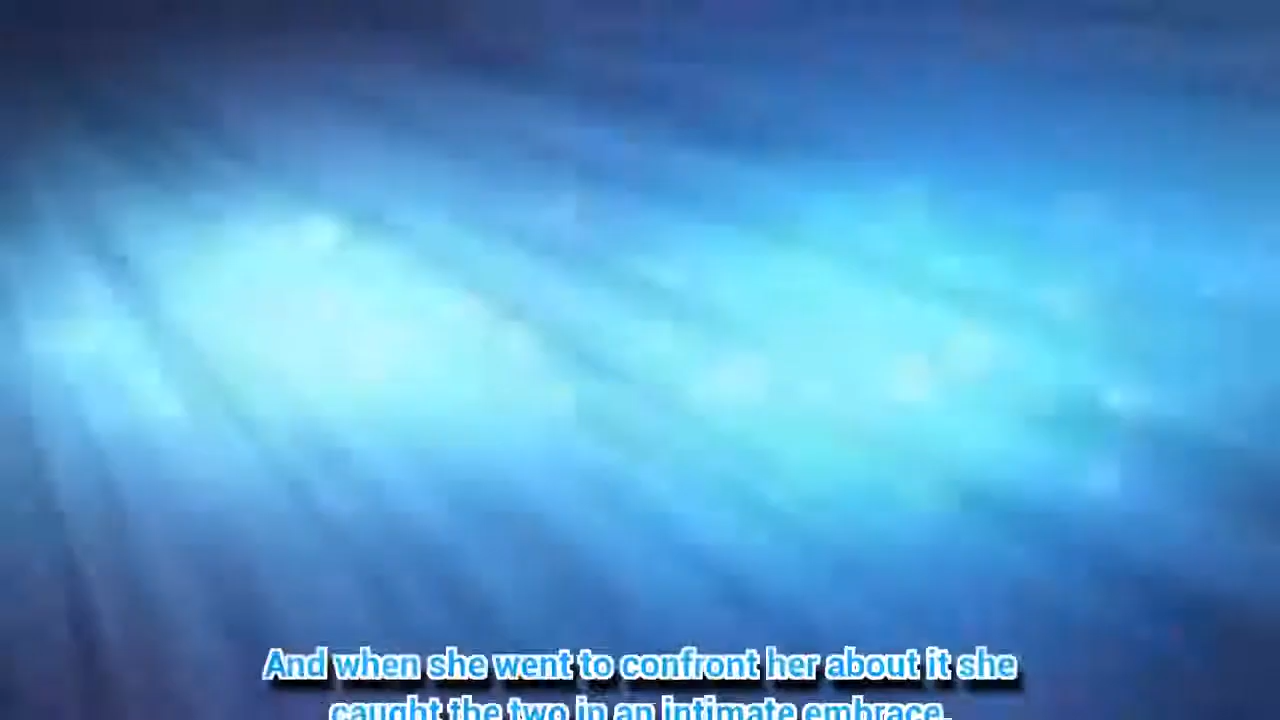 And when she went to confront her about it she
caught the two in an intimate embrace.